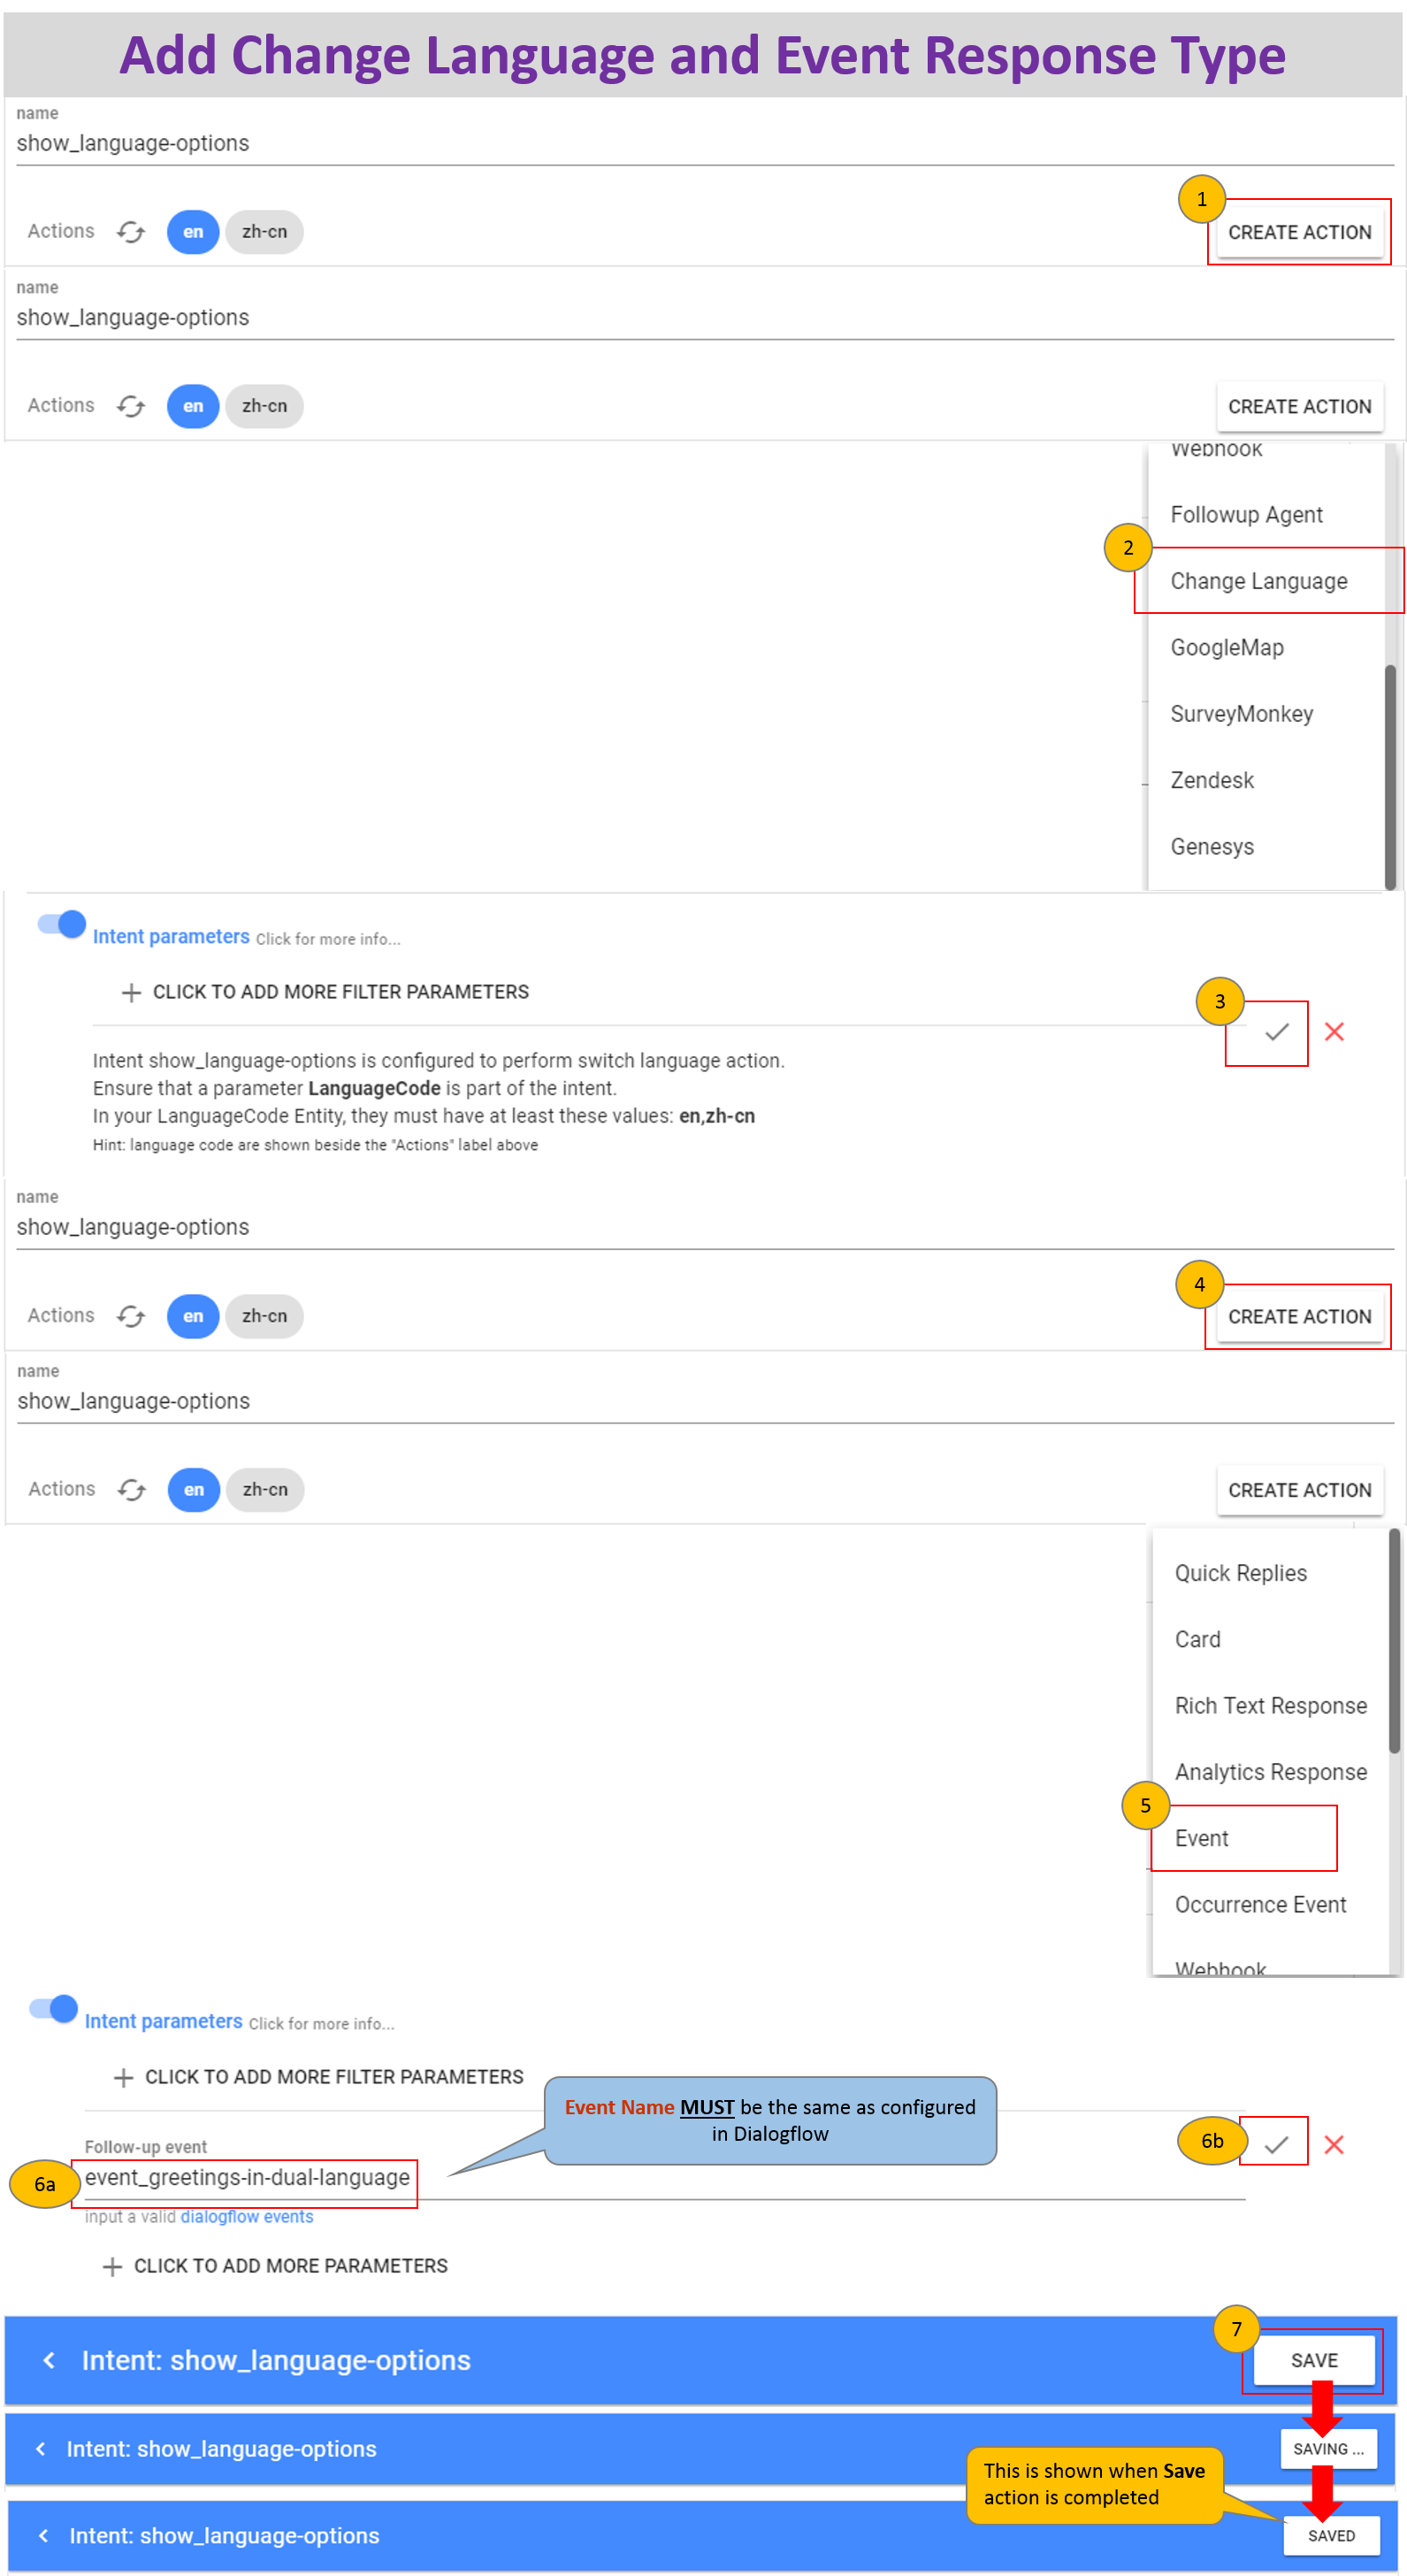 Add Change Language and Event Response Type
name
show_language-options
1
Actions
en
zh-cn
CREATE ACTION
name
show_language-options
Actions
en
zh-cn
CREATE ACTION
Webhook
Followup Agent
2
Change Language
GoogleMap
SurveyMonkey
Zendesk
Genesys
Intent parameters Click for more info...
CLICK TO ADD MORE FILTER PARAMETERS
3
Intent show_language-options is configured to perform switch language action.
Ensure that a parameter LanguageCode is part of the intent.
In your LanguageCode Entity, they must have at least these values: en,zh-cn
Hint: language code are shown beside the "Actions" label above
name
show_language-options
4
Actions
en
zh-cn
CREATE ACTION
name
show_language-options
Actions
en
zh-cn
CREATE ACTION
Quick Replies
Card
Rich Text Response
Analytics Response
5
Event
Occurrence Event
Webhook
Intent parameters Click for more info...
CLICK TO ADD MORE FILTER PARAMETERS
Event Name MUST be the same as configured
in Dialogflow
6b
Follow-up event
6a
event_greetings-in-dual-language
input a valid dialogflow events
CLICK TO ADD MORE PARAMETERS
7
Intent: show_language-options
SAVE
Intent: show_language-options
SAVING ...
This is shown when Save
action is completed
Intent: show_language-options
SAVED